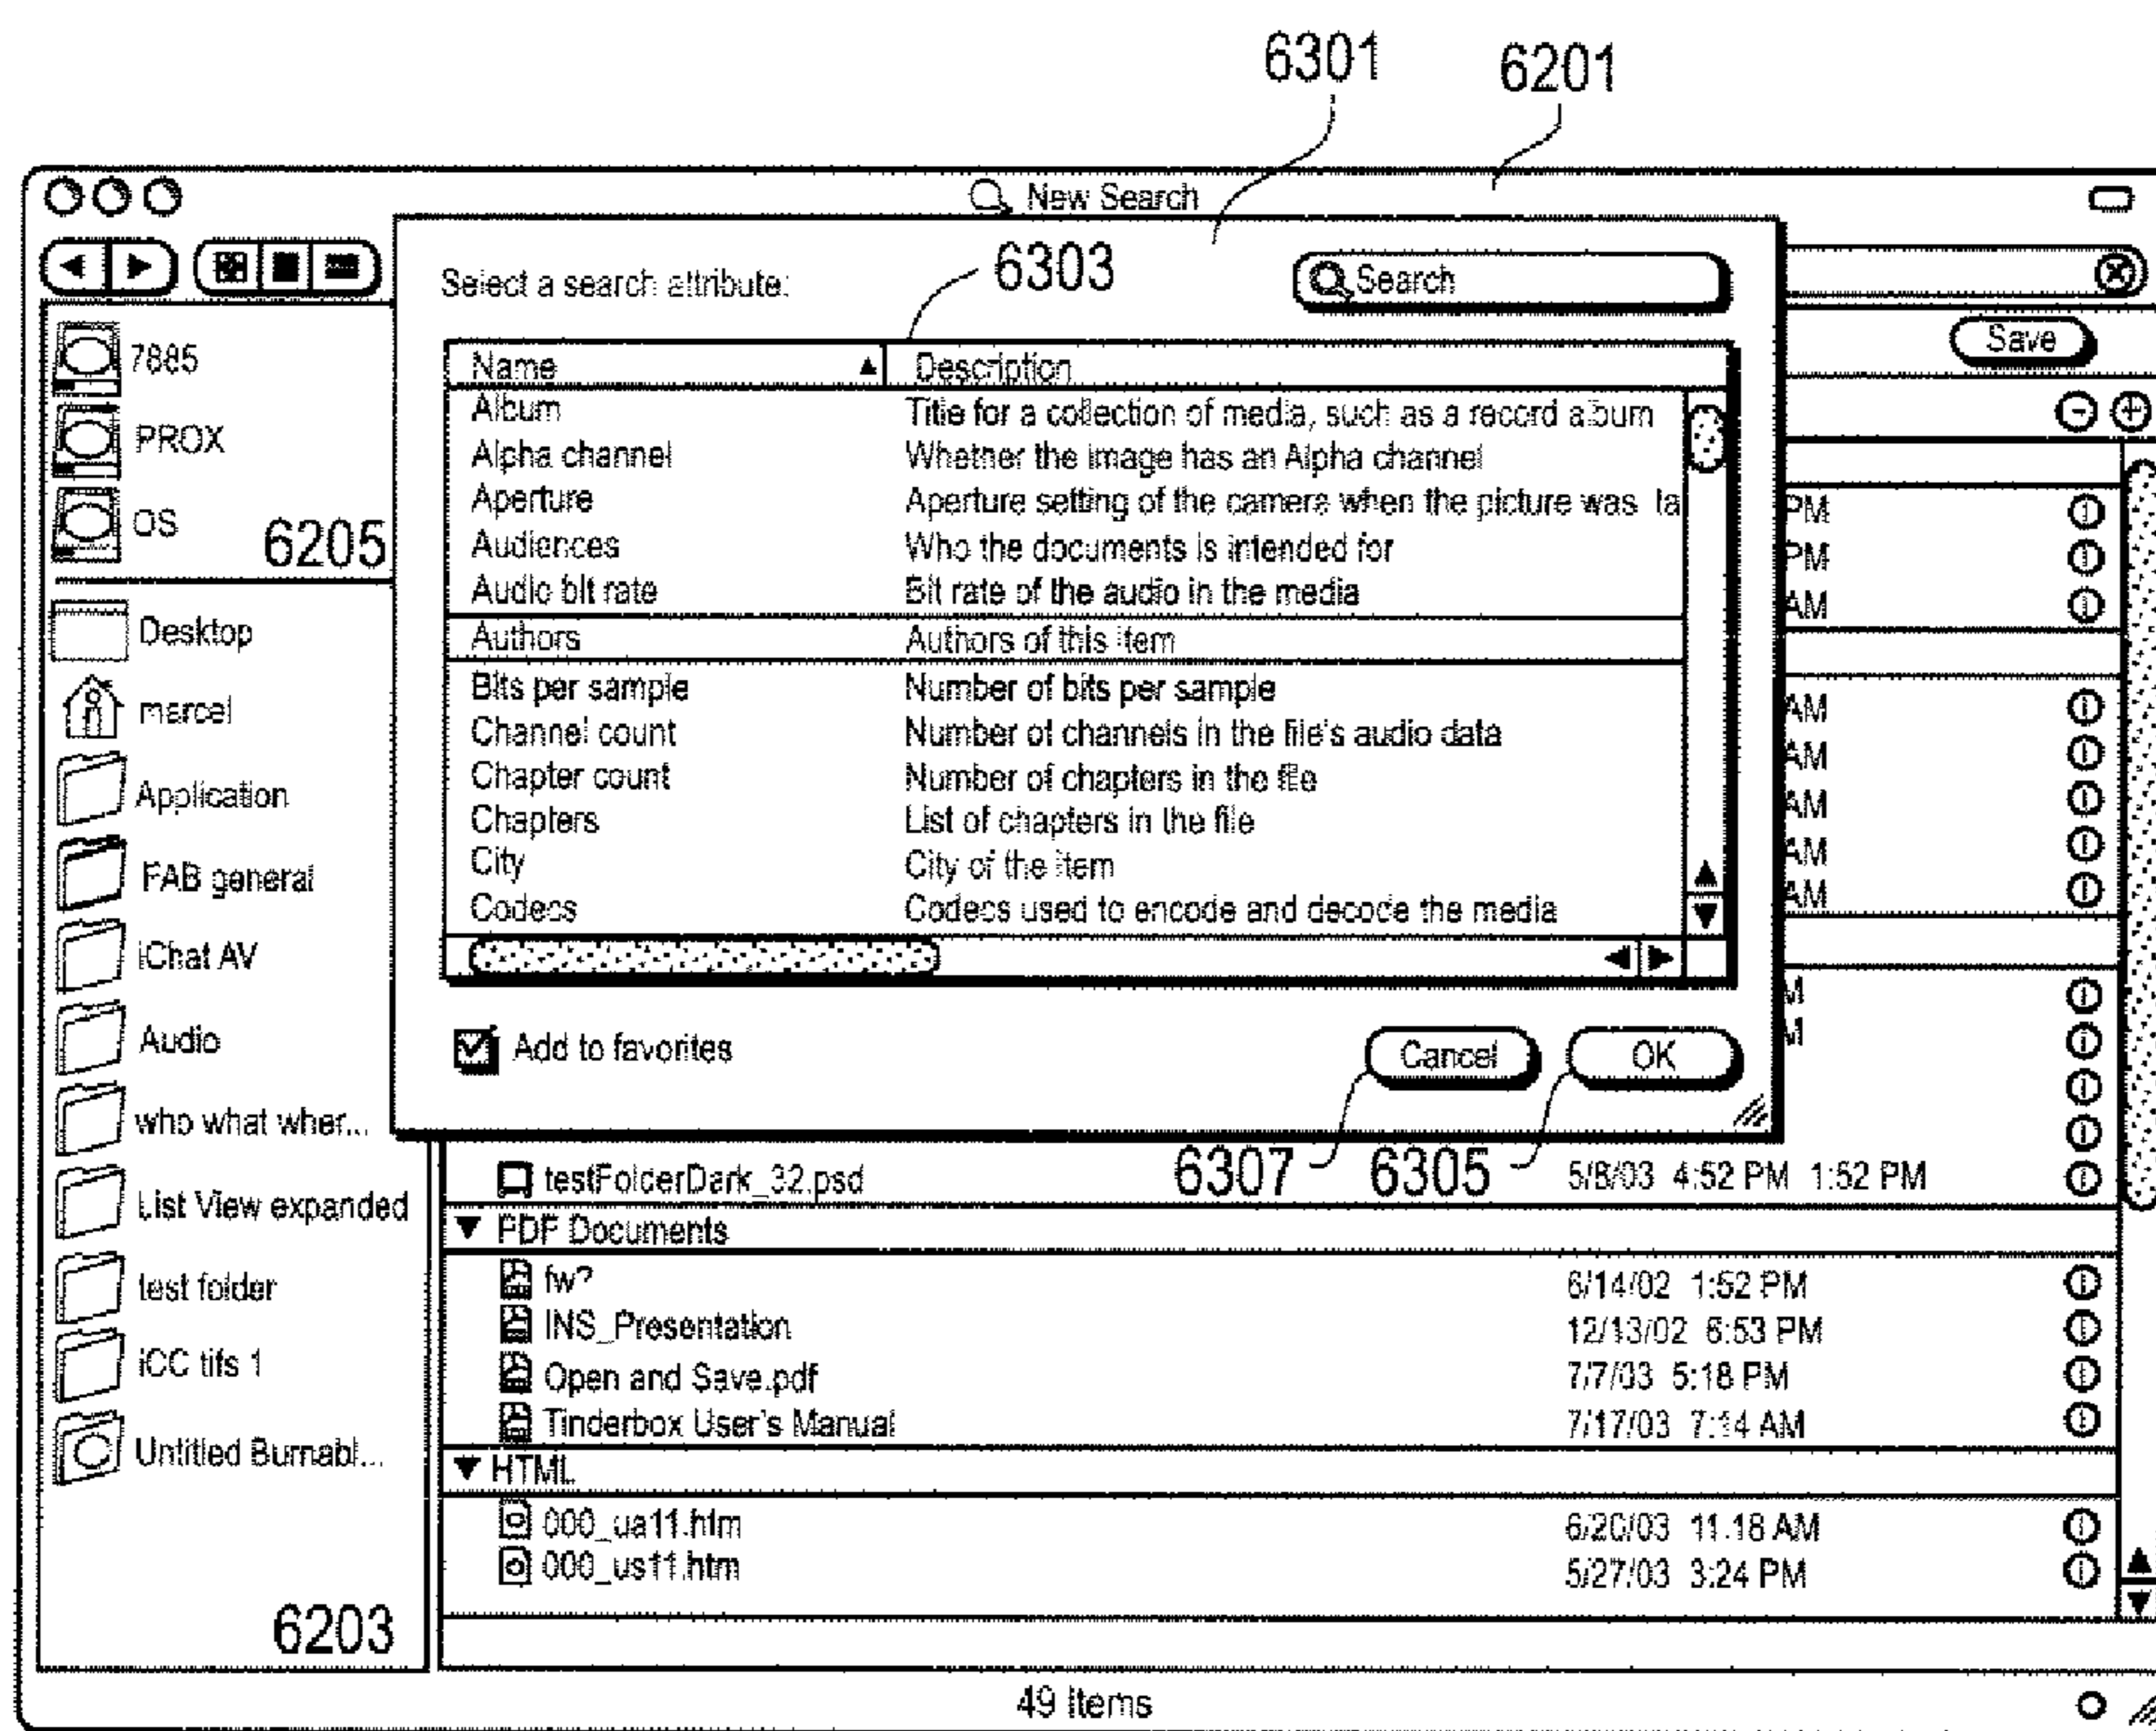 6301 6201
New Search
Select a search attribute: 6303 Search
Save
Name Description
Album Title for a collection of media, such as a record album
Alpha channel Whether the image has an Alpha channel
Aperture Aperture setting of the camera when the picture was ta
Audiences Who the documents is intended for
Audio bit rate Bit rate of the audio in the media
Authors Authors of this item
Bits per sample Number of bits per sample
Channel count Number of channels in the file's audio data
Chapter count Number of chapters in the file
Chapters List of chapters in the file
City City of the item
Codecs Codecs used to encode and decode the media
Add to favorites Cancel OK
6307 6305
7885
PROX
OS 6205
Desktop
marcel
Application
FAB general
iChat AV
Audio
who what wher...
List View expanded
test folder
iCC tifs 1
Untitled Burnabl...
6203
PM
PM
AM
AM
AM
AM
AM
AM
M
M
testFolderDark_32.psd 5/8/03 4:52 PM 1:52 PM
PDF Documents
fw? 6/14/02 1:52 PM
INS_Presentation 12/13/02 6:53 PM
Open and Save.pdf 7/7/03 5:18 PM
Tinderbox User's Manual 7/17/03 7:14 AM
HTML
000_ua11.htm 6/20/03 11.18 AM
000_us11.htm 5/27/03 3:24 PM
49 items